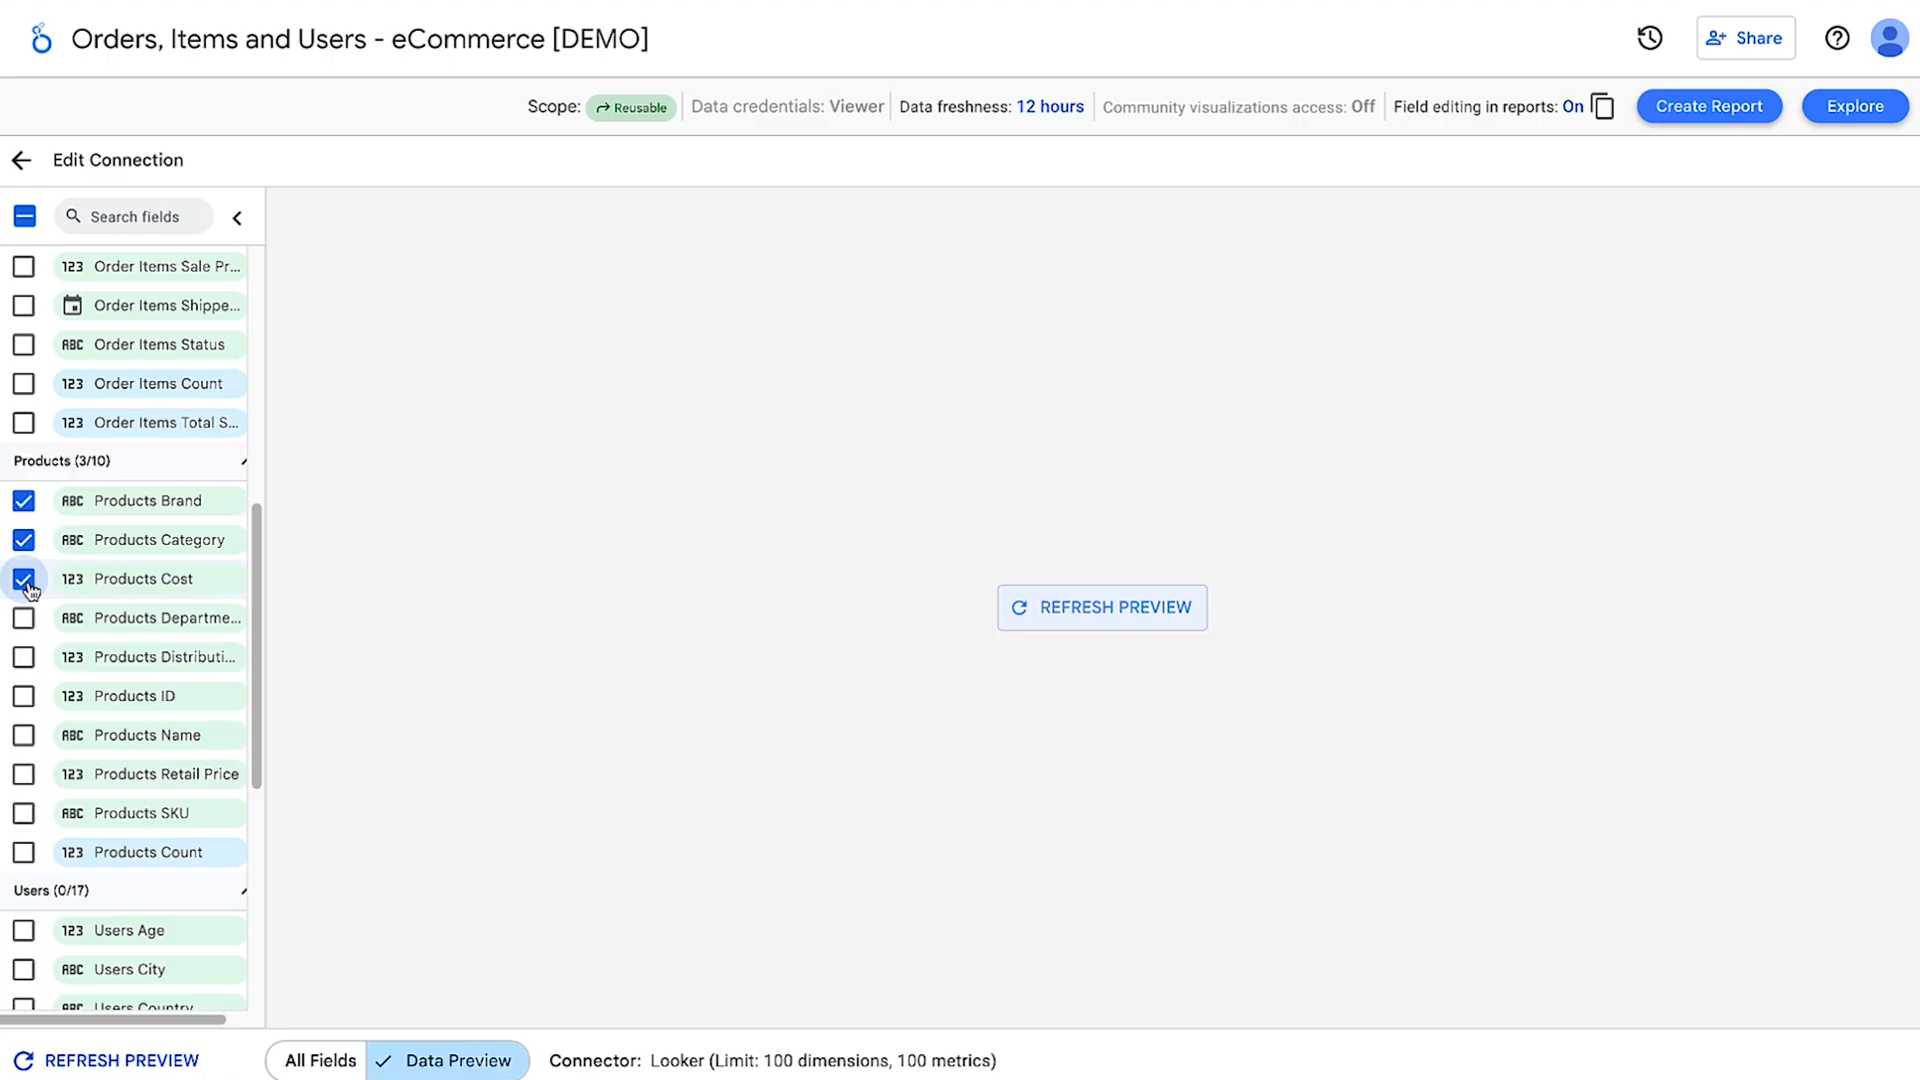 Orders, Items and Users - eCommerce [DEMO]
Share
Scope: Reusable Data credentials: Viewer Data freshness: 12 hours Community visualizations access: Off Field editing in reports: On Create Report Explore
Edit Connection
Search fields
123 Order Items Sale Pr...
Order Items Shippe...
ABC Order Items Status
123 Order Items Count
123 Order Items Total S...
Products (3/10)
ABC Products Brand
ABC Products Category
123 Products Cost
ABC Products Departme...
123 Products Distributi...
123 Products ID
ABC Products Name
123 Products Retail Price
ABC Products SKU
123 Products Count
REFRESH PREVIEW
Users (0/17)
123 Users Age
ABC Users City
ABC Users Country
REFRESH PREVIEW All Fields Data Preview Connector: Looker (Limit: 100 dimensions, 100 metrics)